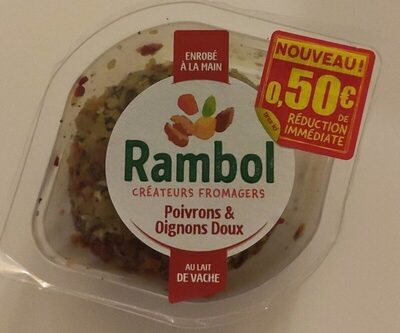 ENROBÉ
À LA MAIN
Rambol
CRÉATEURS FROMAGERS
Poivrons &
Oignons Doux
AU LAIT
DE VACHE
NOUVEAU!
0,50€
DE
RÉDUCTION
IMMÉDIATE